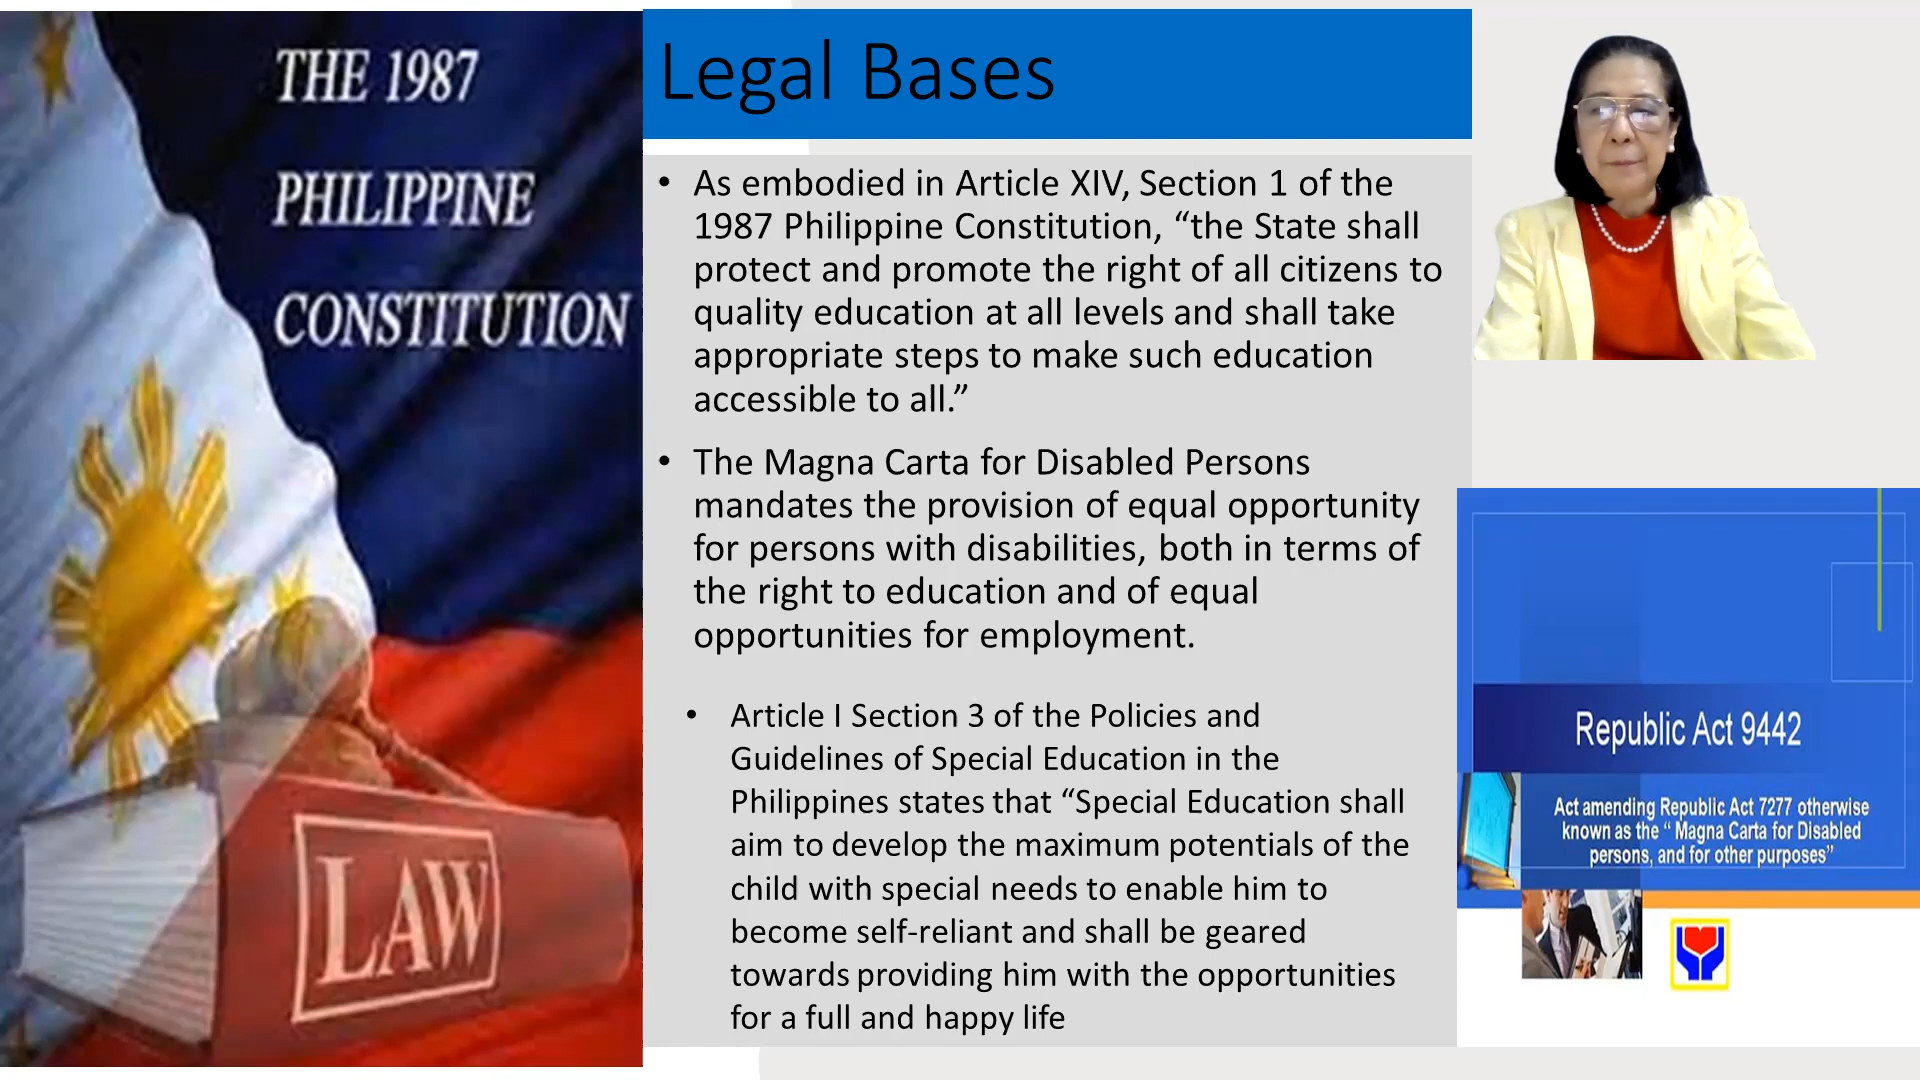 THE 1987
PHILIPPINE
CONSTITUTION
LAW
Legal Bases
• As embodied in Article XIV, Section 1 of the
1987 Philippine Constitution, “the State shall
protect and promote the right of all citizens to
quality education at all levels and shall take
appropriate steps to make such education
accessible to all.”
• The Magna Carta for Disabled Persons
mandates the provision of equal opportunity
for persons with disabilities, both in terms of
the right to education and of equal
opportunities for employment.
• Article I Section 3 of the Policies and
Guidelines of Special Education in the
Philippines states that “Special Education shall
aim to develop the maximum potentials of the
child with special needs to enable him to
become self-reliant and shall be geared
towards providing him with the opportunities
for a full and happy life
Republic Act 9442
Act amending Republic Act 7277 otherwise
known as the “ Magna Carta for Disabled
persons, and for other purposes”